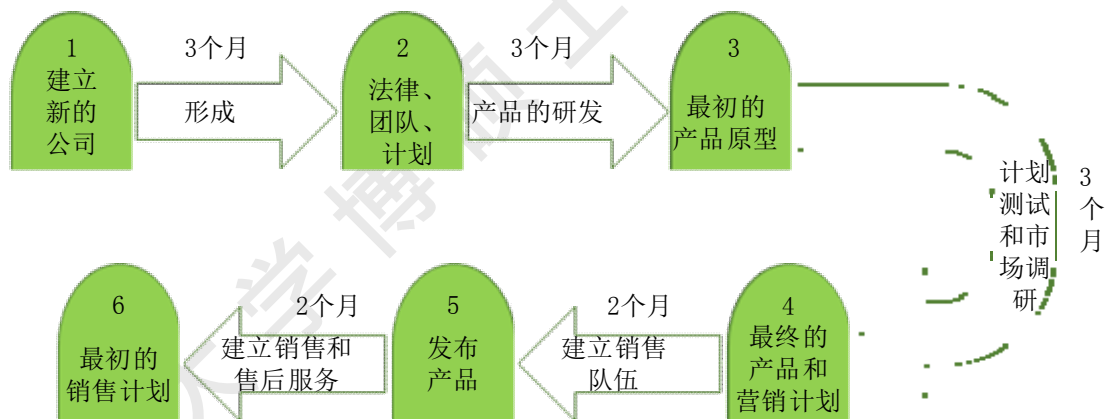 1
建立
新的
公司
3个月
形成
2
法律、
团队、
计划
3个月
产品的研发
3
最初的
产品原型
计划
测试
和市
场调
研
3
个
月
4
最终的
产品和
营销计划
2个月
建立销售
队伍
5
发布
产品
2个月
建立销售和
售后服务
6
最初的
销售计划